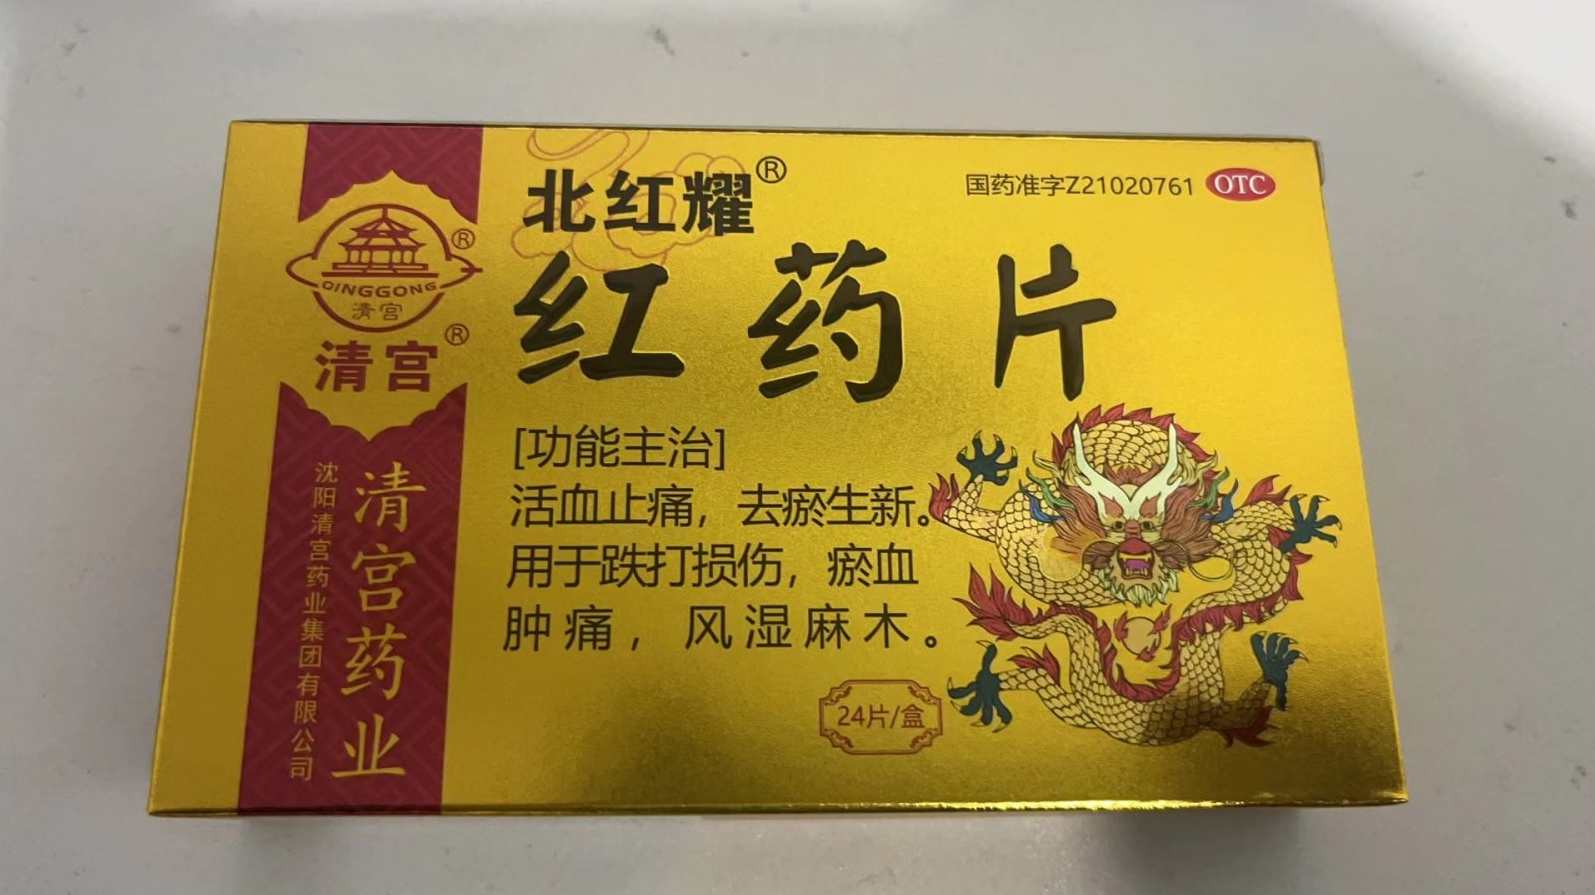 北红耀®
国药准字Z21020761 OTC
红药片
®
QINGGONG
清宫
清宫®
[功能主治]
活血止痛，去瘀生新。
用于跌打损伤，瘀血
肿痛，风湿麻木。
24片/盒
清宫药业
沈阳清宫药业集团有限公司